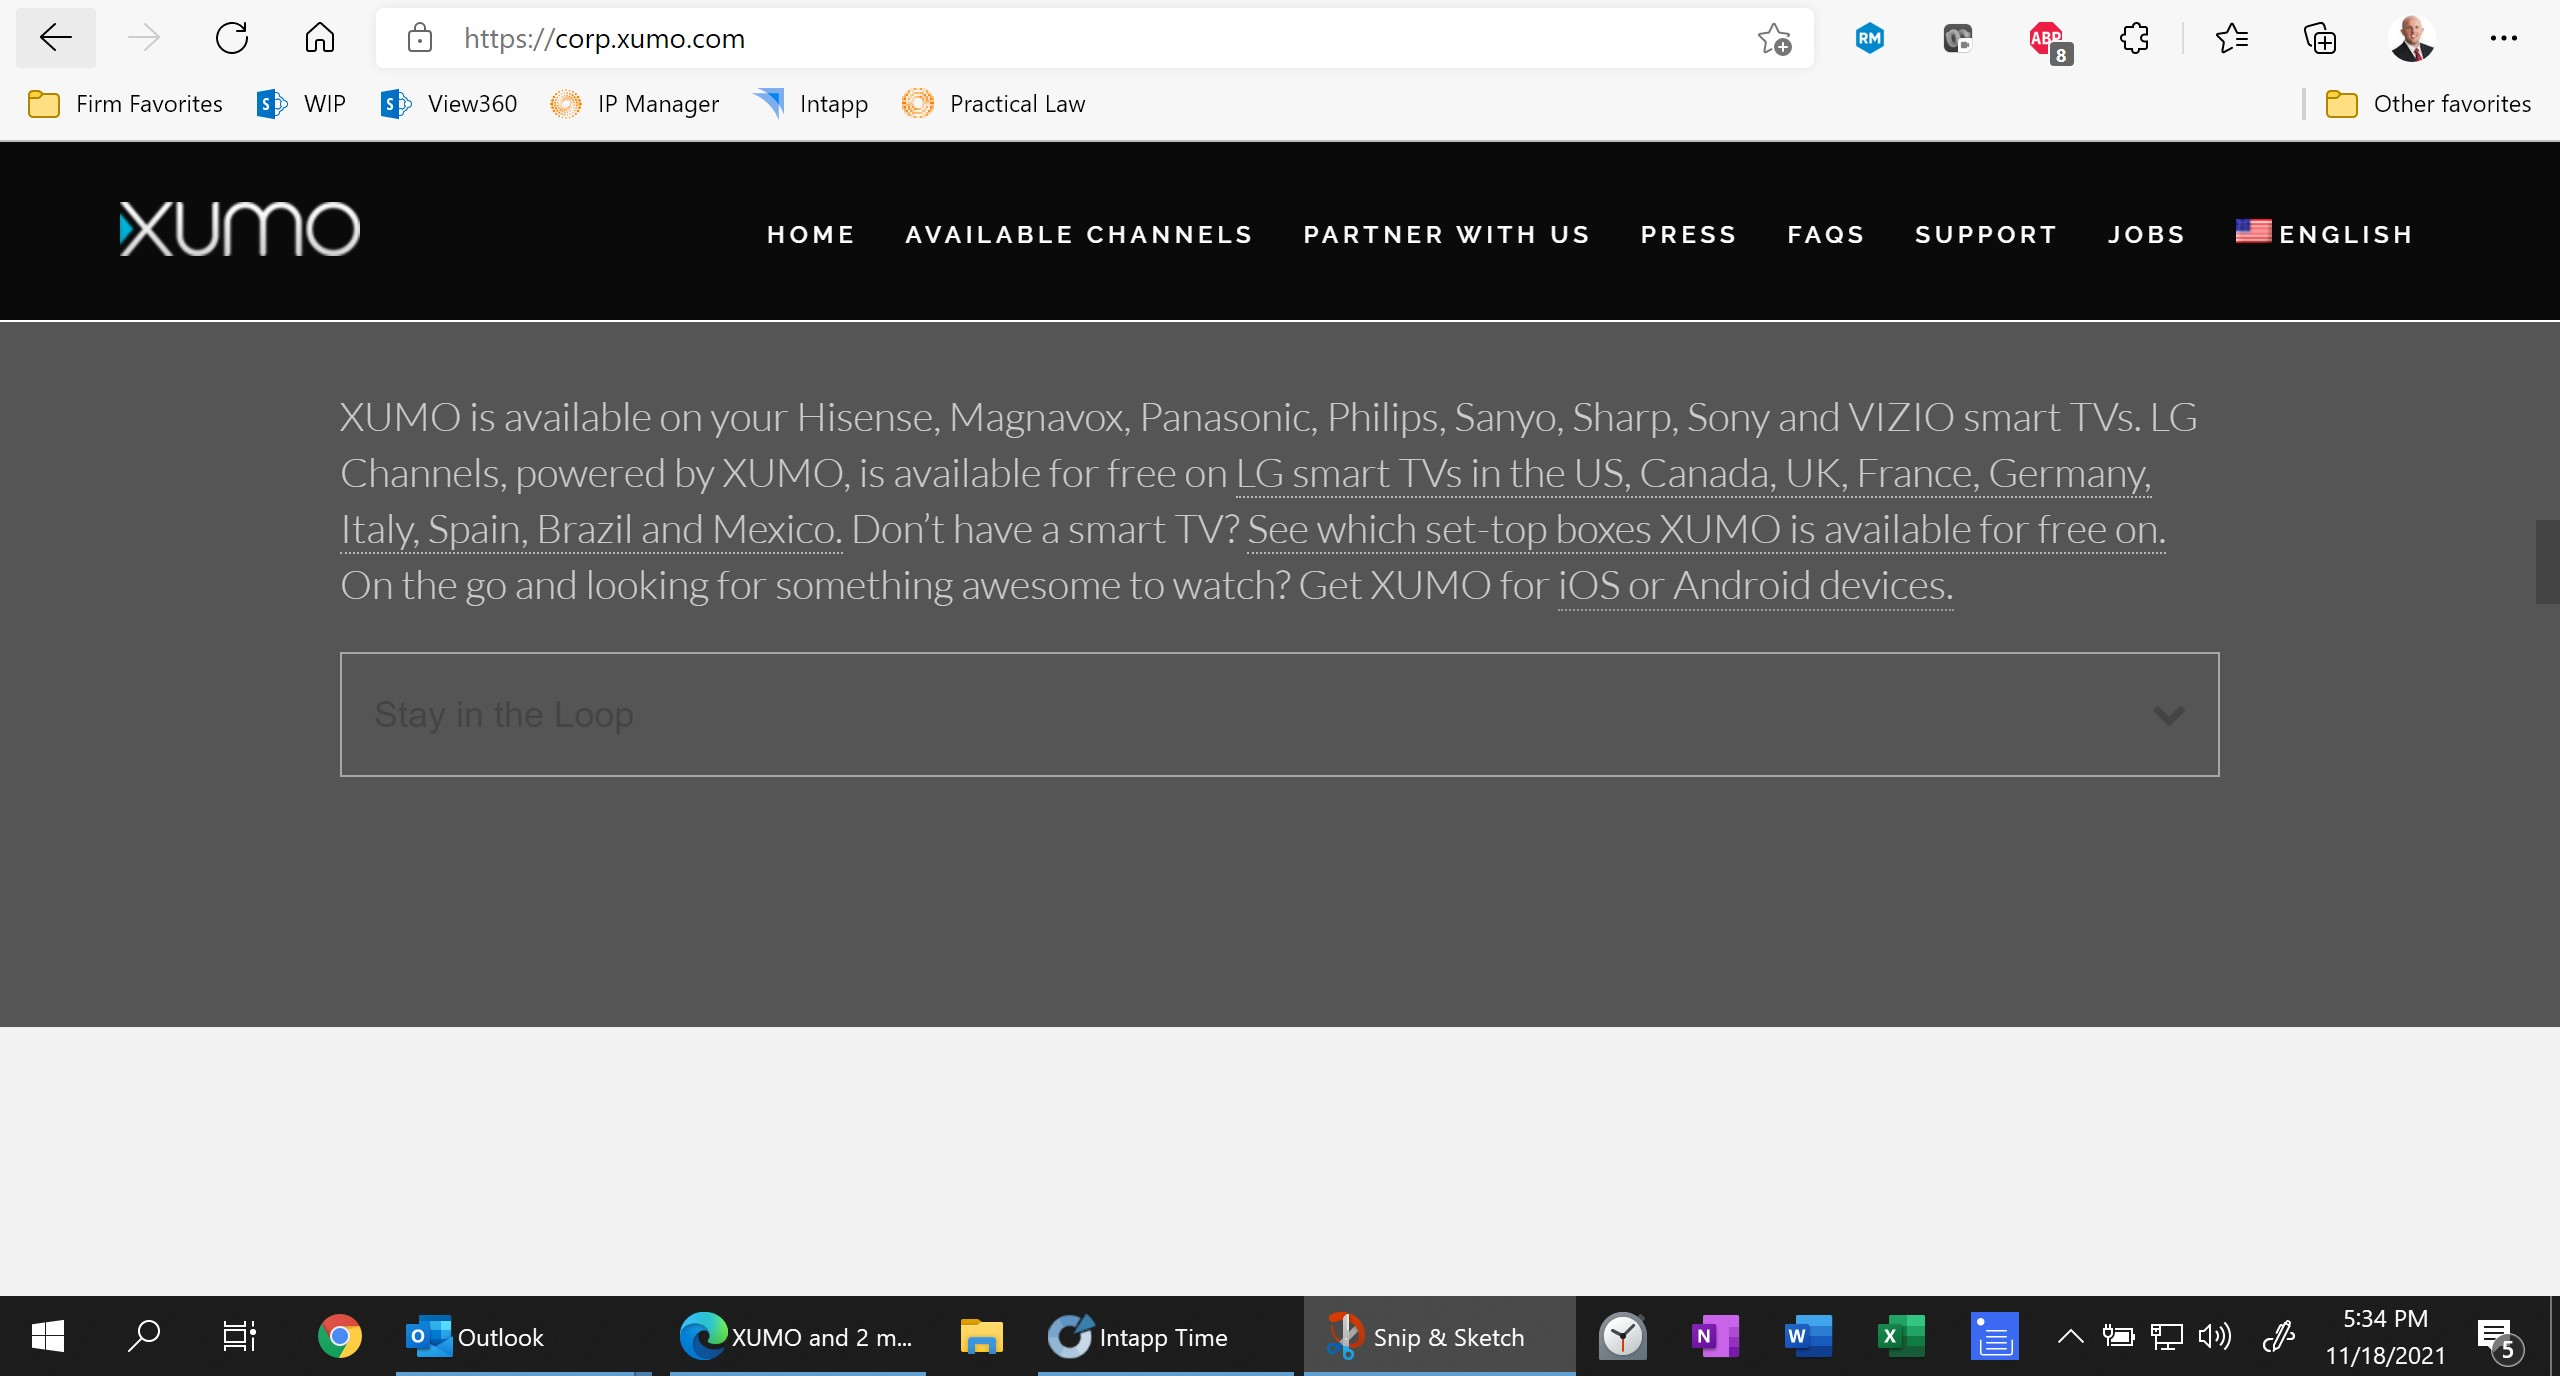 https://corp.xumo.com
RM
ABP
8
Firm Favorites
WIP
View360
IP Manager
Intapp
Practical Law
Other favorites
XUMO
HOME
AVAILABLE CHANNELS
PARTNER WITH US
PRESS
FAQS
SUPPORT
JOBS
ENGLISH
XUMO is available on your Hisense, Magnavox, Panasonic, Philips, Sanyo, Sharp, Sony and VIZIO smart TVs. LG
Channels, powered by XUMO, is available for free on LG smart TVs in the US, Canada, UK, France, Germany,
Italy, Spain, Brazil and Mexico. Don’t have a smart TV? See which set-top boxes XUMO is available for free on.
On the go and looking for something awesome to watch? Get XUMO for iOS or Android devices.
Stay in the Loop
Outlook
XUMO and 2 m...
Intapp Time
Snip & Sketch
5:34 PM
11/18/2021
5